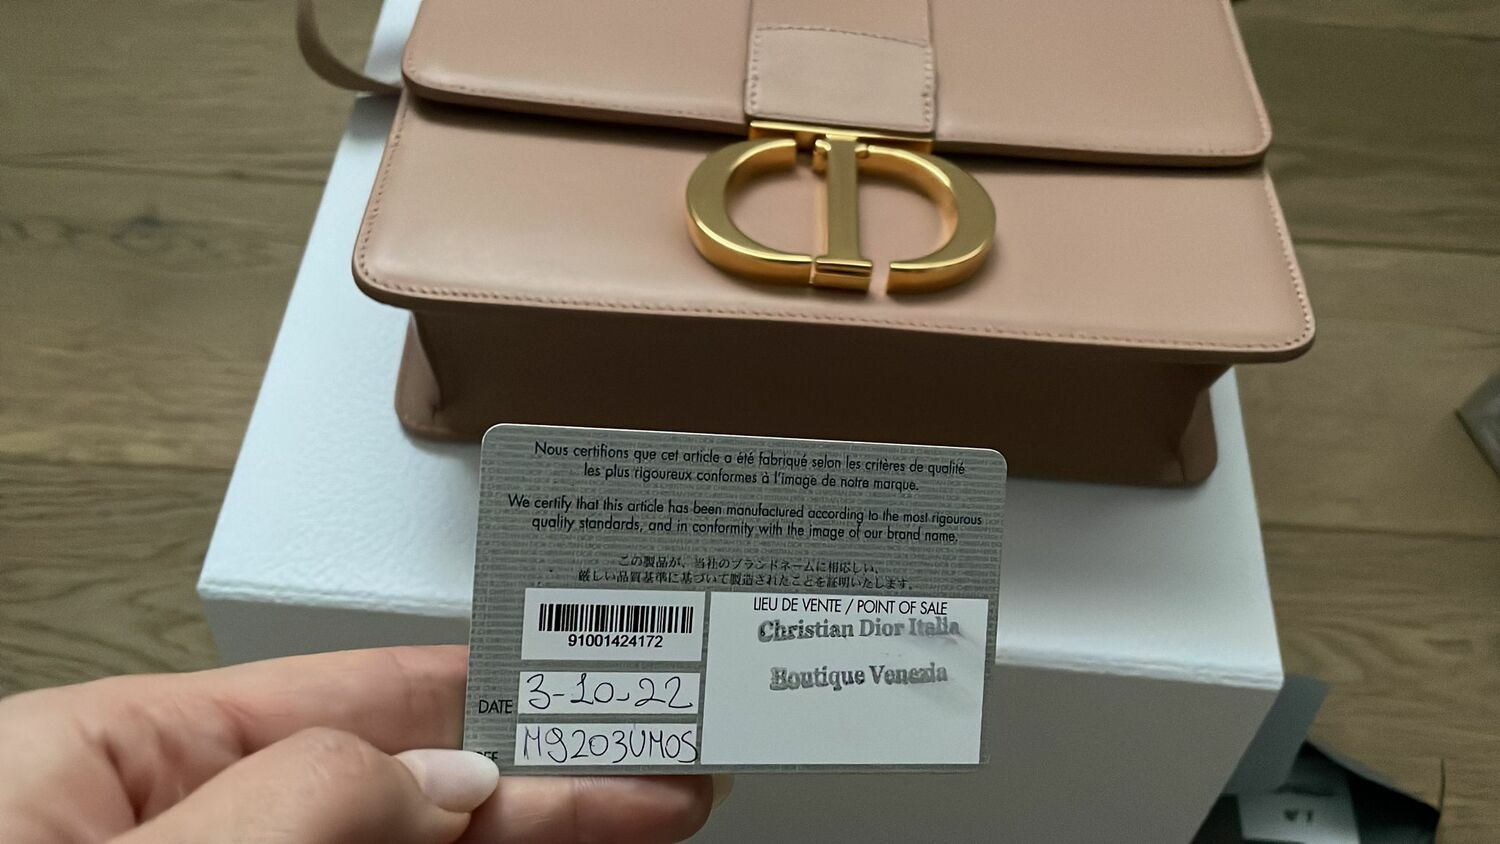 Nous certifions que cet article a été fabriqué selon les critères de qualité
les plus rigoureux conformes à l'image de notre marque.
We certify that this article has been manufactured according to the most rigourous
quality standards, and in conformity with the image of our brand name.
この製品が、当社のブランドネームに相応しい、
厳しい品質基準に基づいて製造されたことを証明いたします。
91001424172
DATE 3-10-22
M9203UMOS
LIEU DE VENTE / POINT OF SALE
Christian Dior Italia
Boutique Venezia